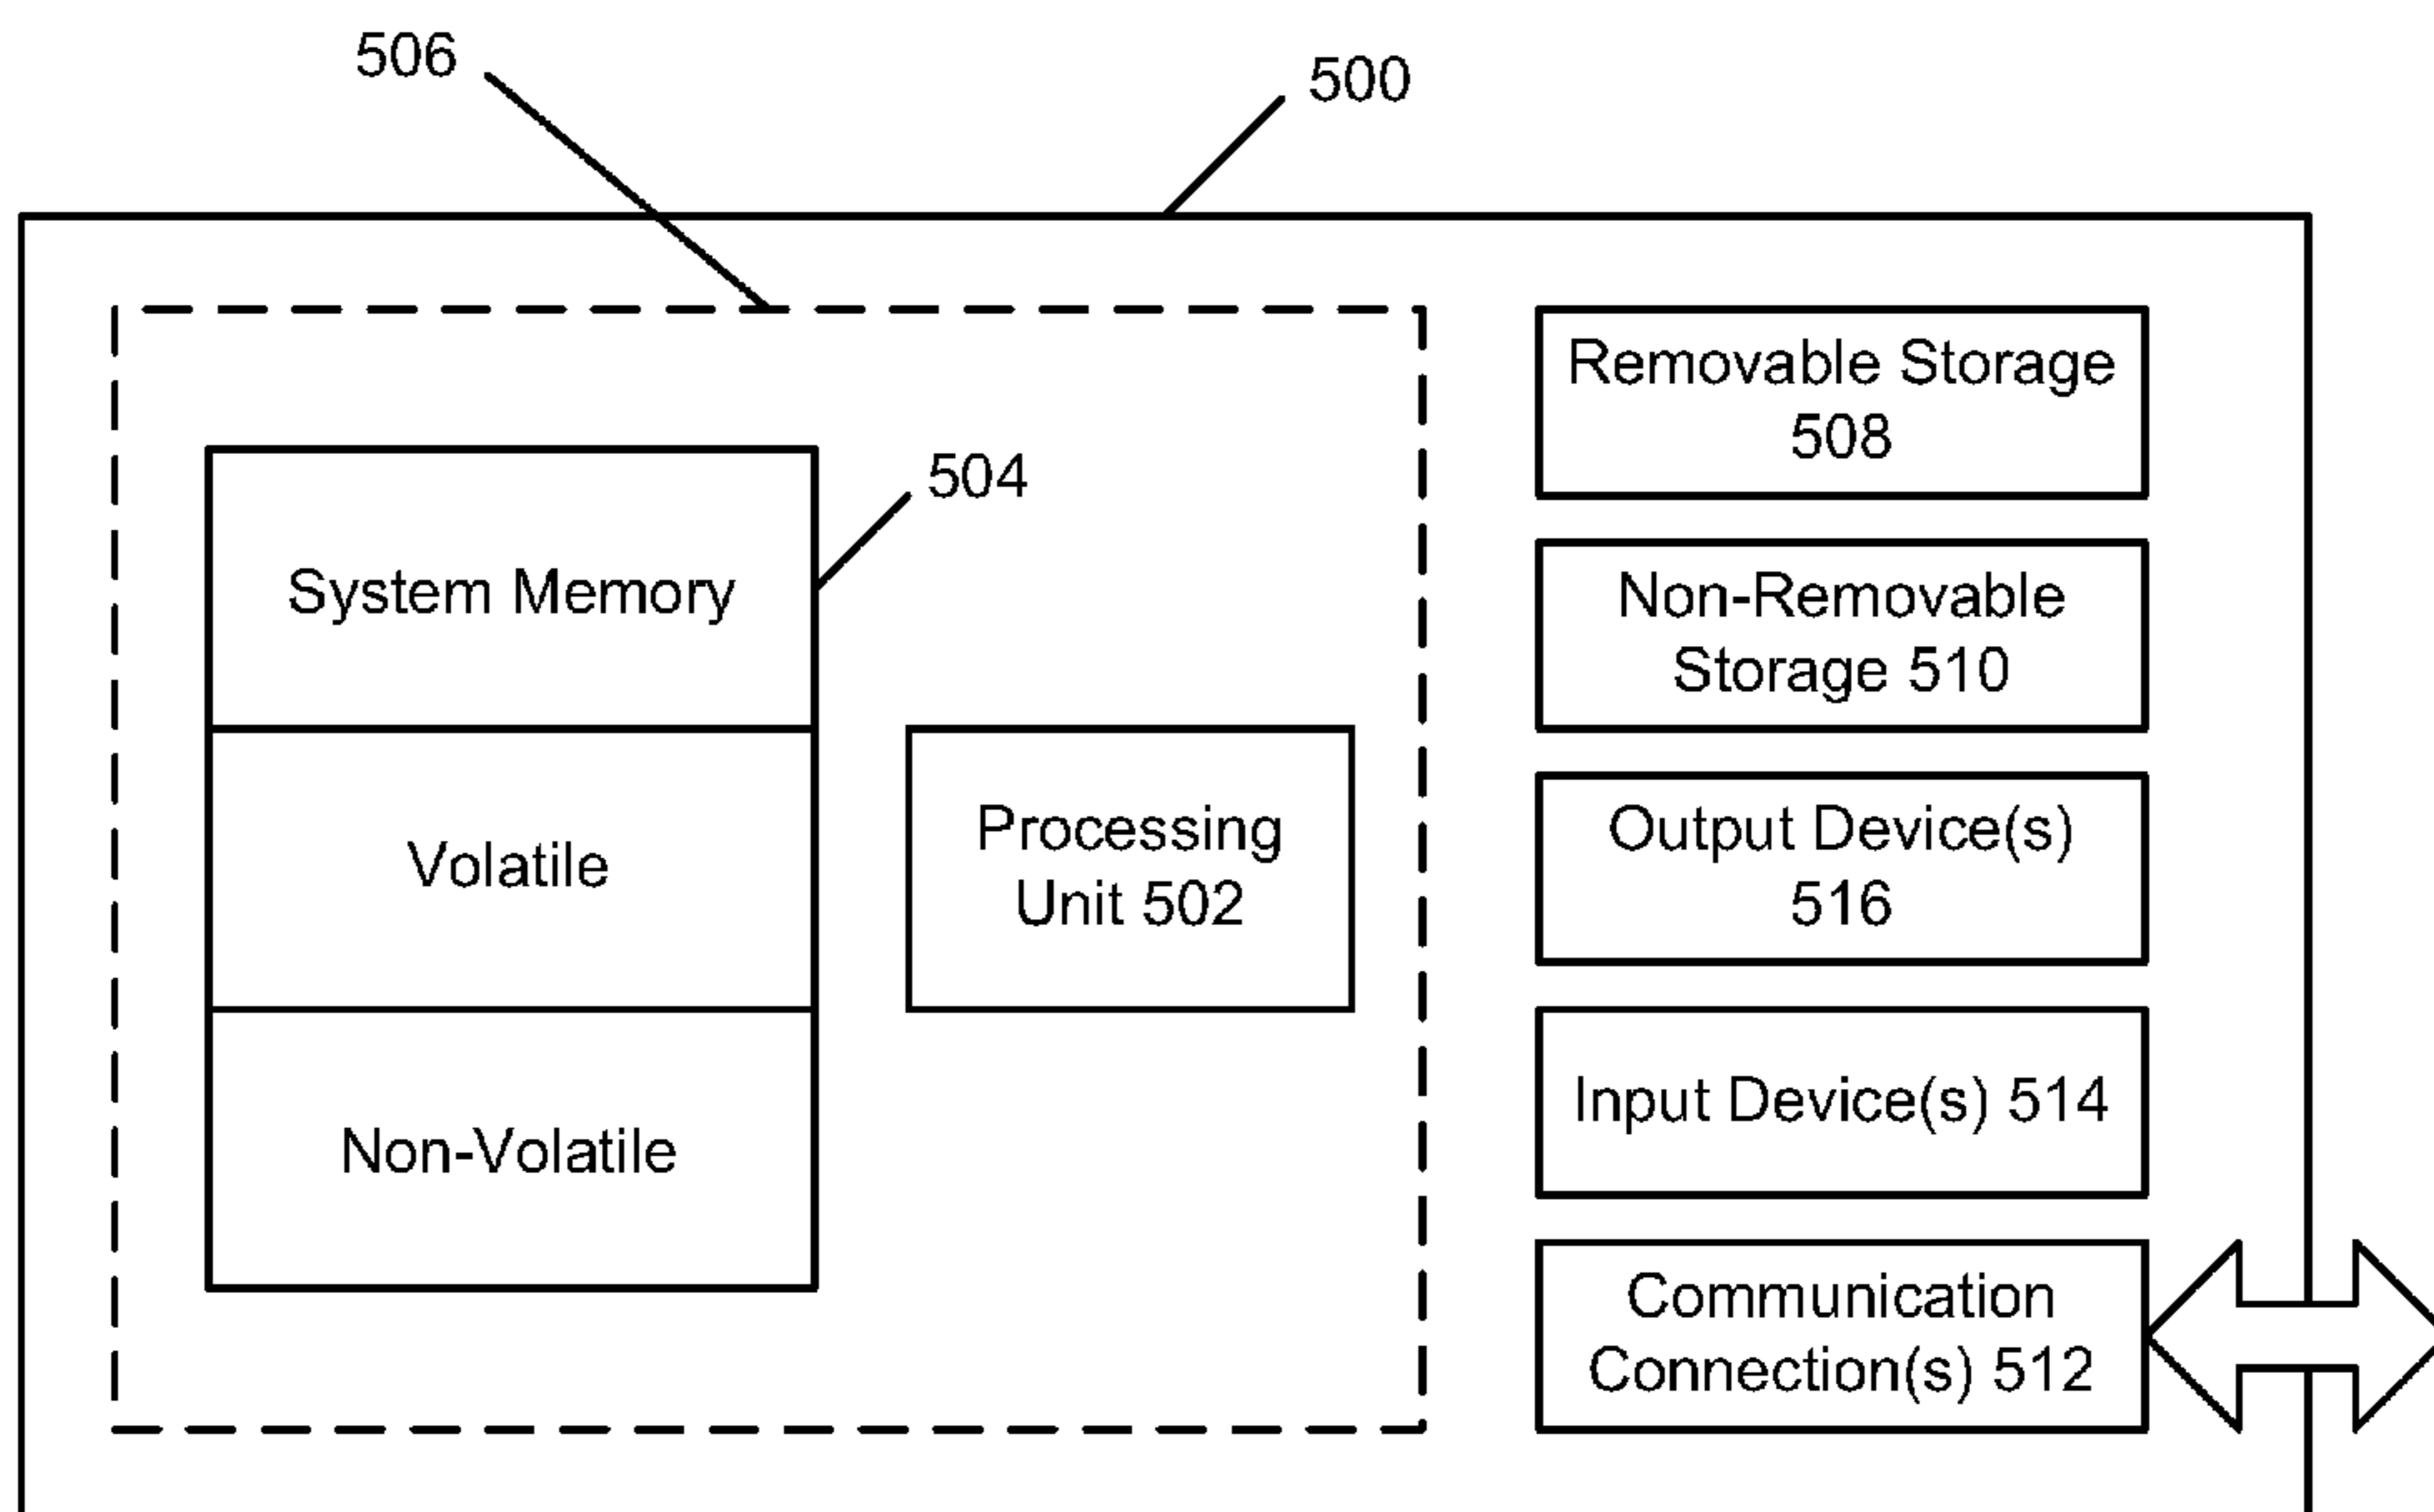 506
500
504
System Memory
Volatile
Non-Volatile
Processing
Unit 502
Removable Storage
508
Non-Removable
Storage 510
Output Device(s)
516
Input Device(s) 514
Communication
Connection(s) 512